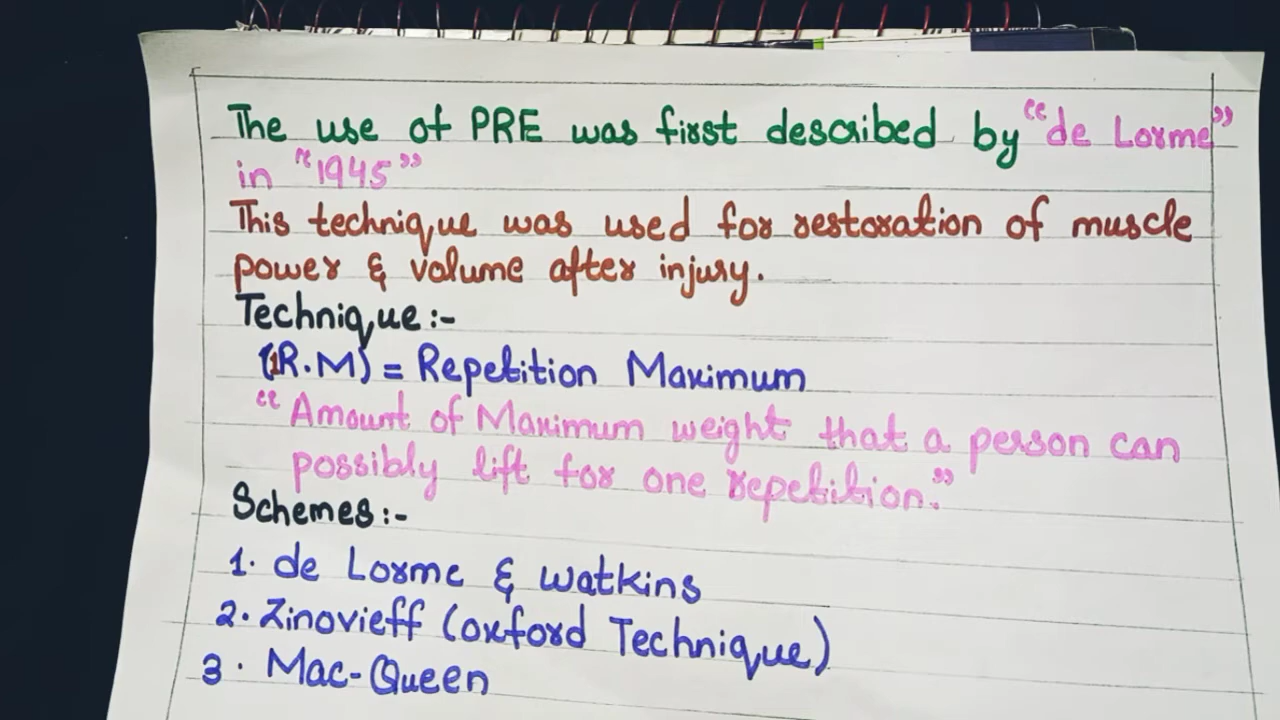 The use of PRE was first described by “de Lorme”
in “1945”
This technique was used for restoration of muscle
power & volume after injury.
Technique:-
(1R.M) = Repetition Maximum
“Amount of Maximum weight that a person can
possibly lift for one repetition.”
Schemes:-
1. de Lorme & Watkins
2. Zinovieff (oxford Technique)
3. Mac-Queen